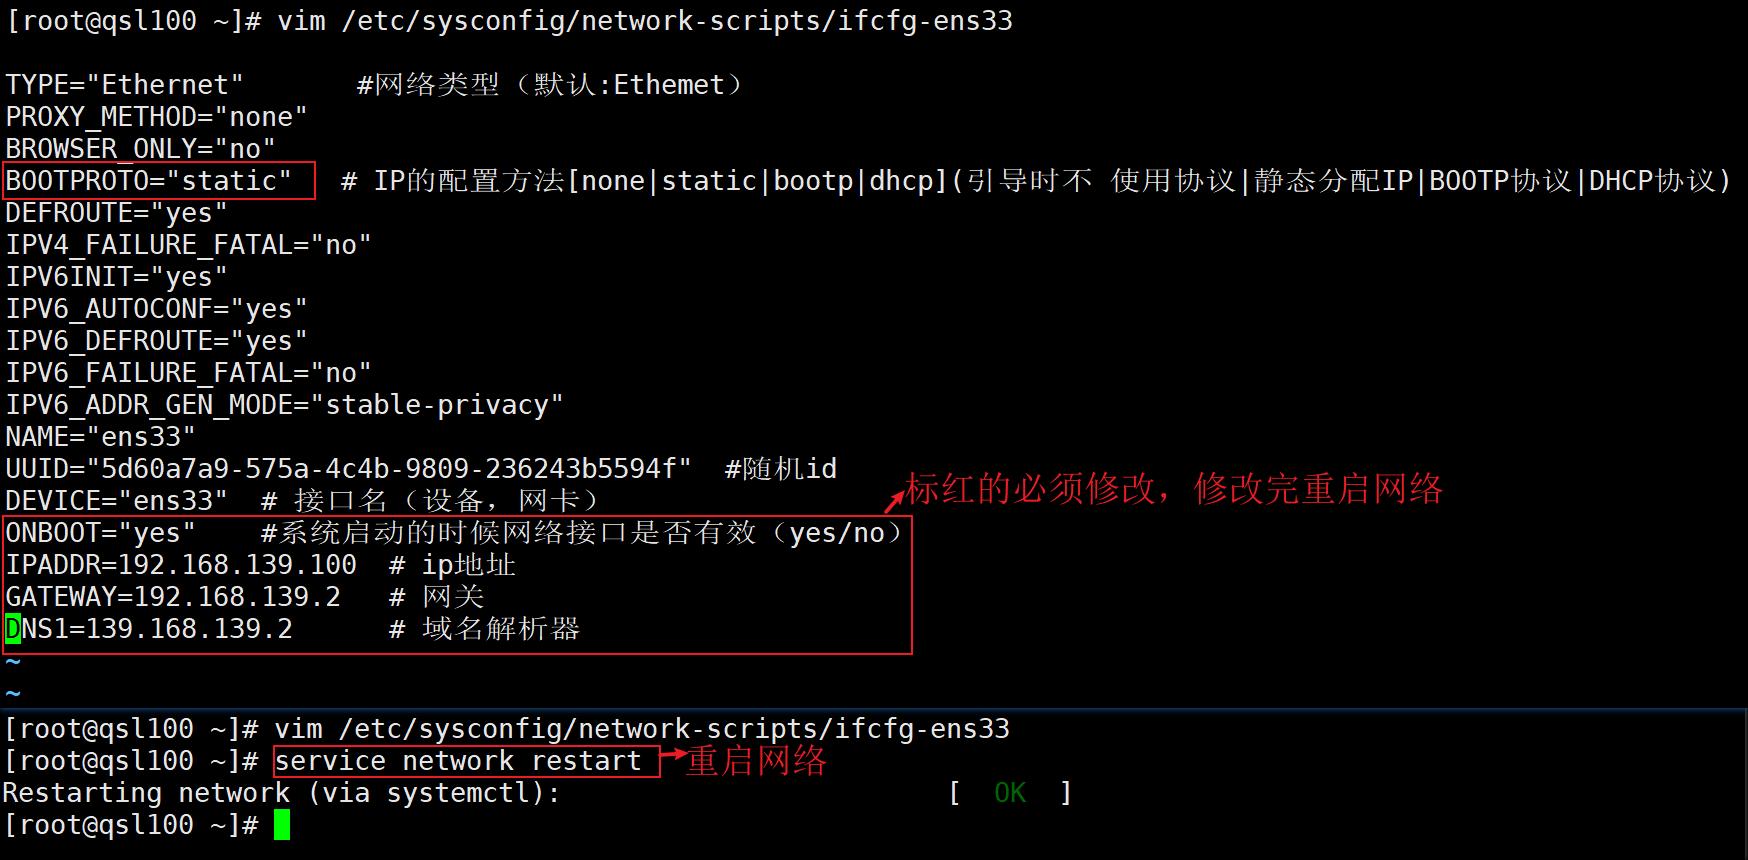 [root@qsl100 ~]# vim /etc/sysconfig/network-scripts/ifcfg-ens33
TYPE="Ethernet" #网络类型（默认:Ethemet）
PROXY_METHOD="none"
BROWSER_ONLY="no"
BOOTPROTO="static" # IP的配置方法[none|static|bootp|dhcp](引导时不 使用协议|静态分配IP|BOOTP协议|DHCP协议)
DEFROUTE="yes"
IPV4_FAILURE_FATAL="no"
IPV6INIT="yes"
IPV6_AUTOCONF="yes"
IPV6_DEFROUTE="yes"
IPV6_FAILURE_FATAL="no"
IPV6_ADDR_GEN_MODE="stable-privacy"
NAME="ens33"
UUID="5d60a7a9-575a-4c4b-9809-236243b5594f" #随机id
DEVICE="ens33" # 接口名（设备，网卡）
标红的必须修改，修改完重启网络
ONBOOT="yes" #系统启动的时候网络接口是否有效（yes/no）
IPADDR=192.168.139.100 # ip地址
GATEWAY=192.168.139.2 # 网关
DNS1=139.168.139.2 # 域名解析器
~
~
[root@qsl100 ~]# vim /etc/sysconfig/network-scripts/ifcfg-ens33
[root@qsl100 ~]# service network restart 重启网络
Restarting network (via systemctl): [ OK ]
[root@qsl100 ~]#